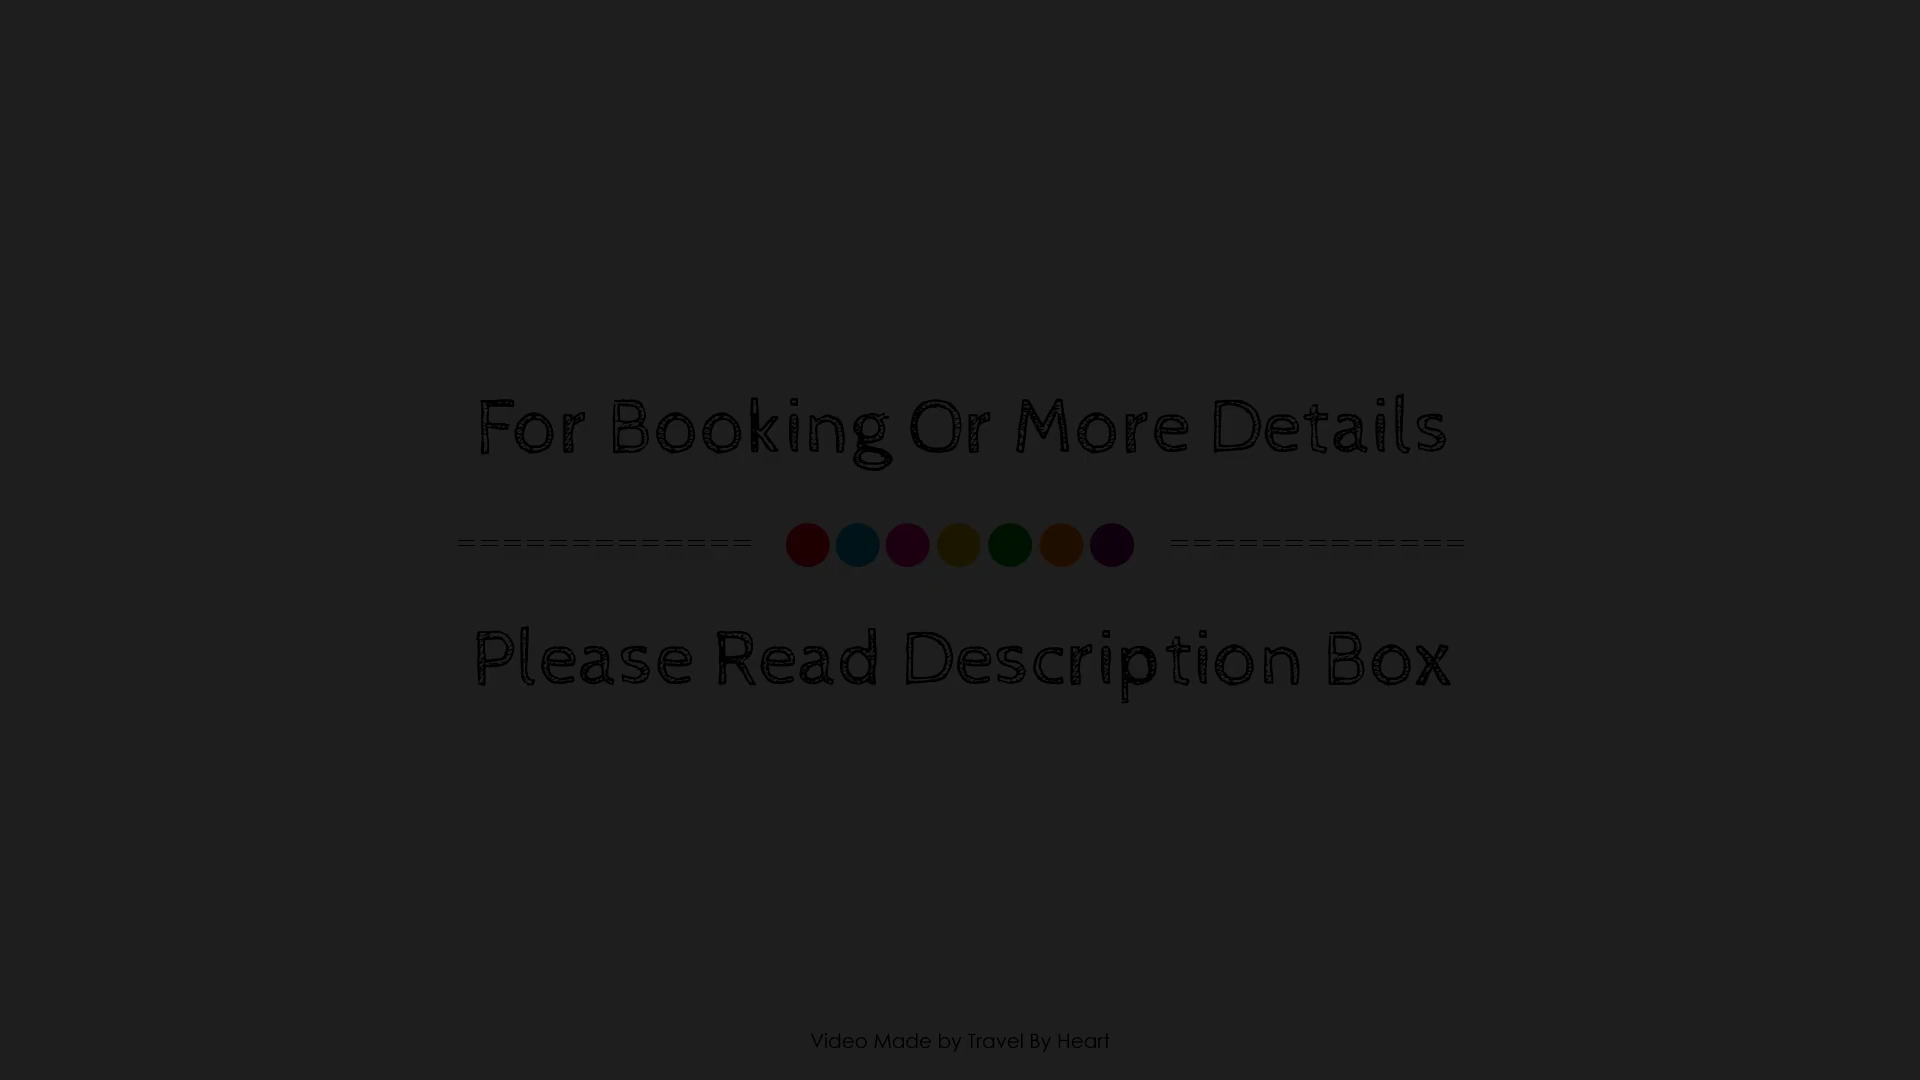 For Booking Or More Details
============= =============
Please Read Description Box
Video Made by Travel By Heart